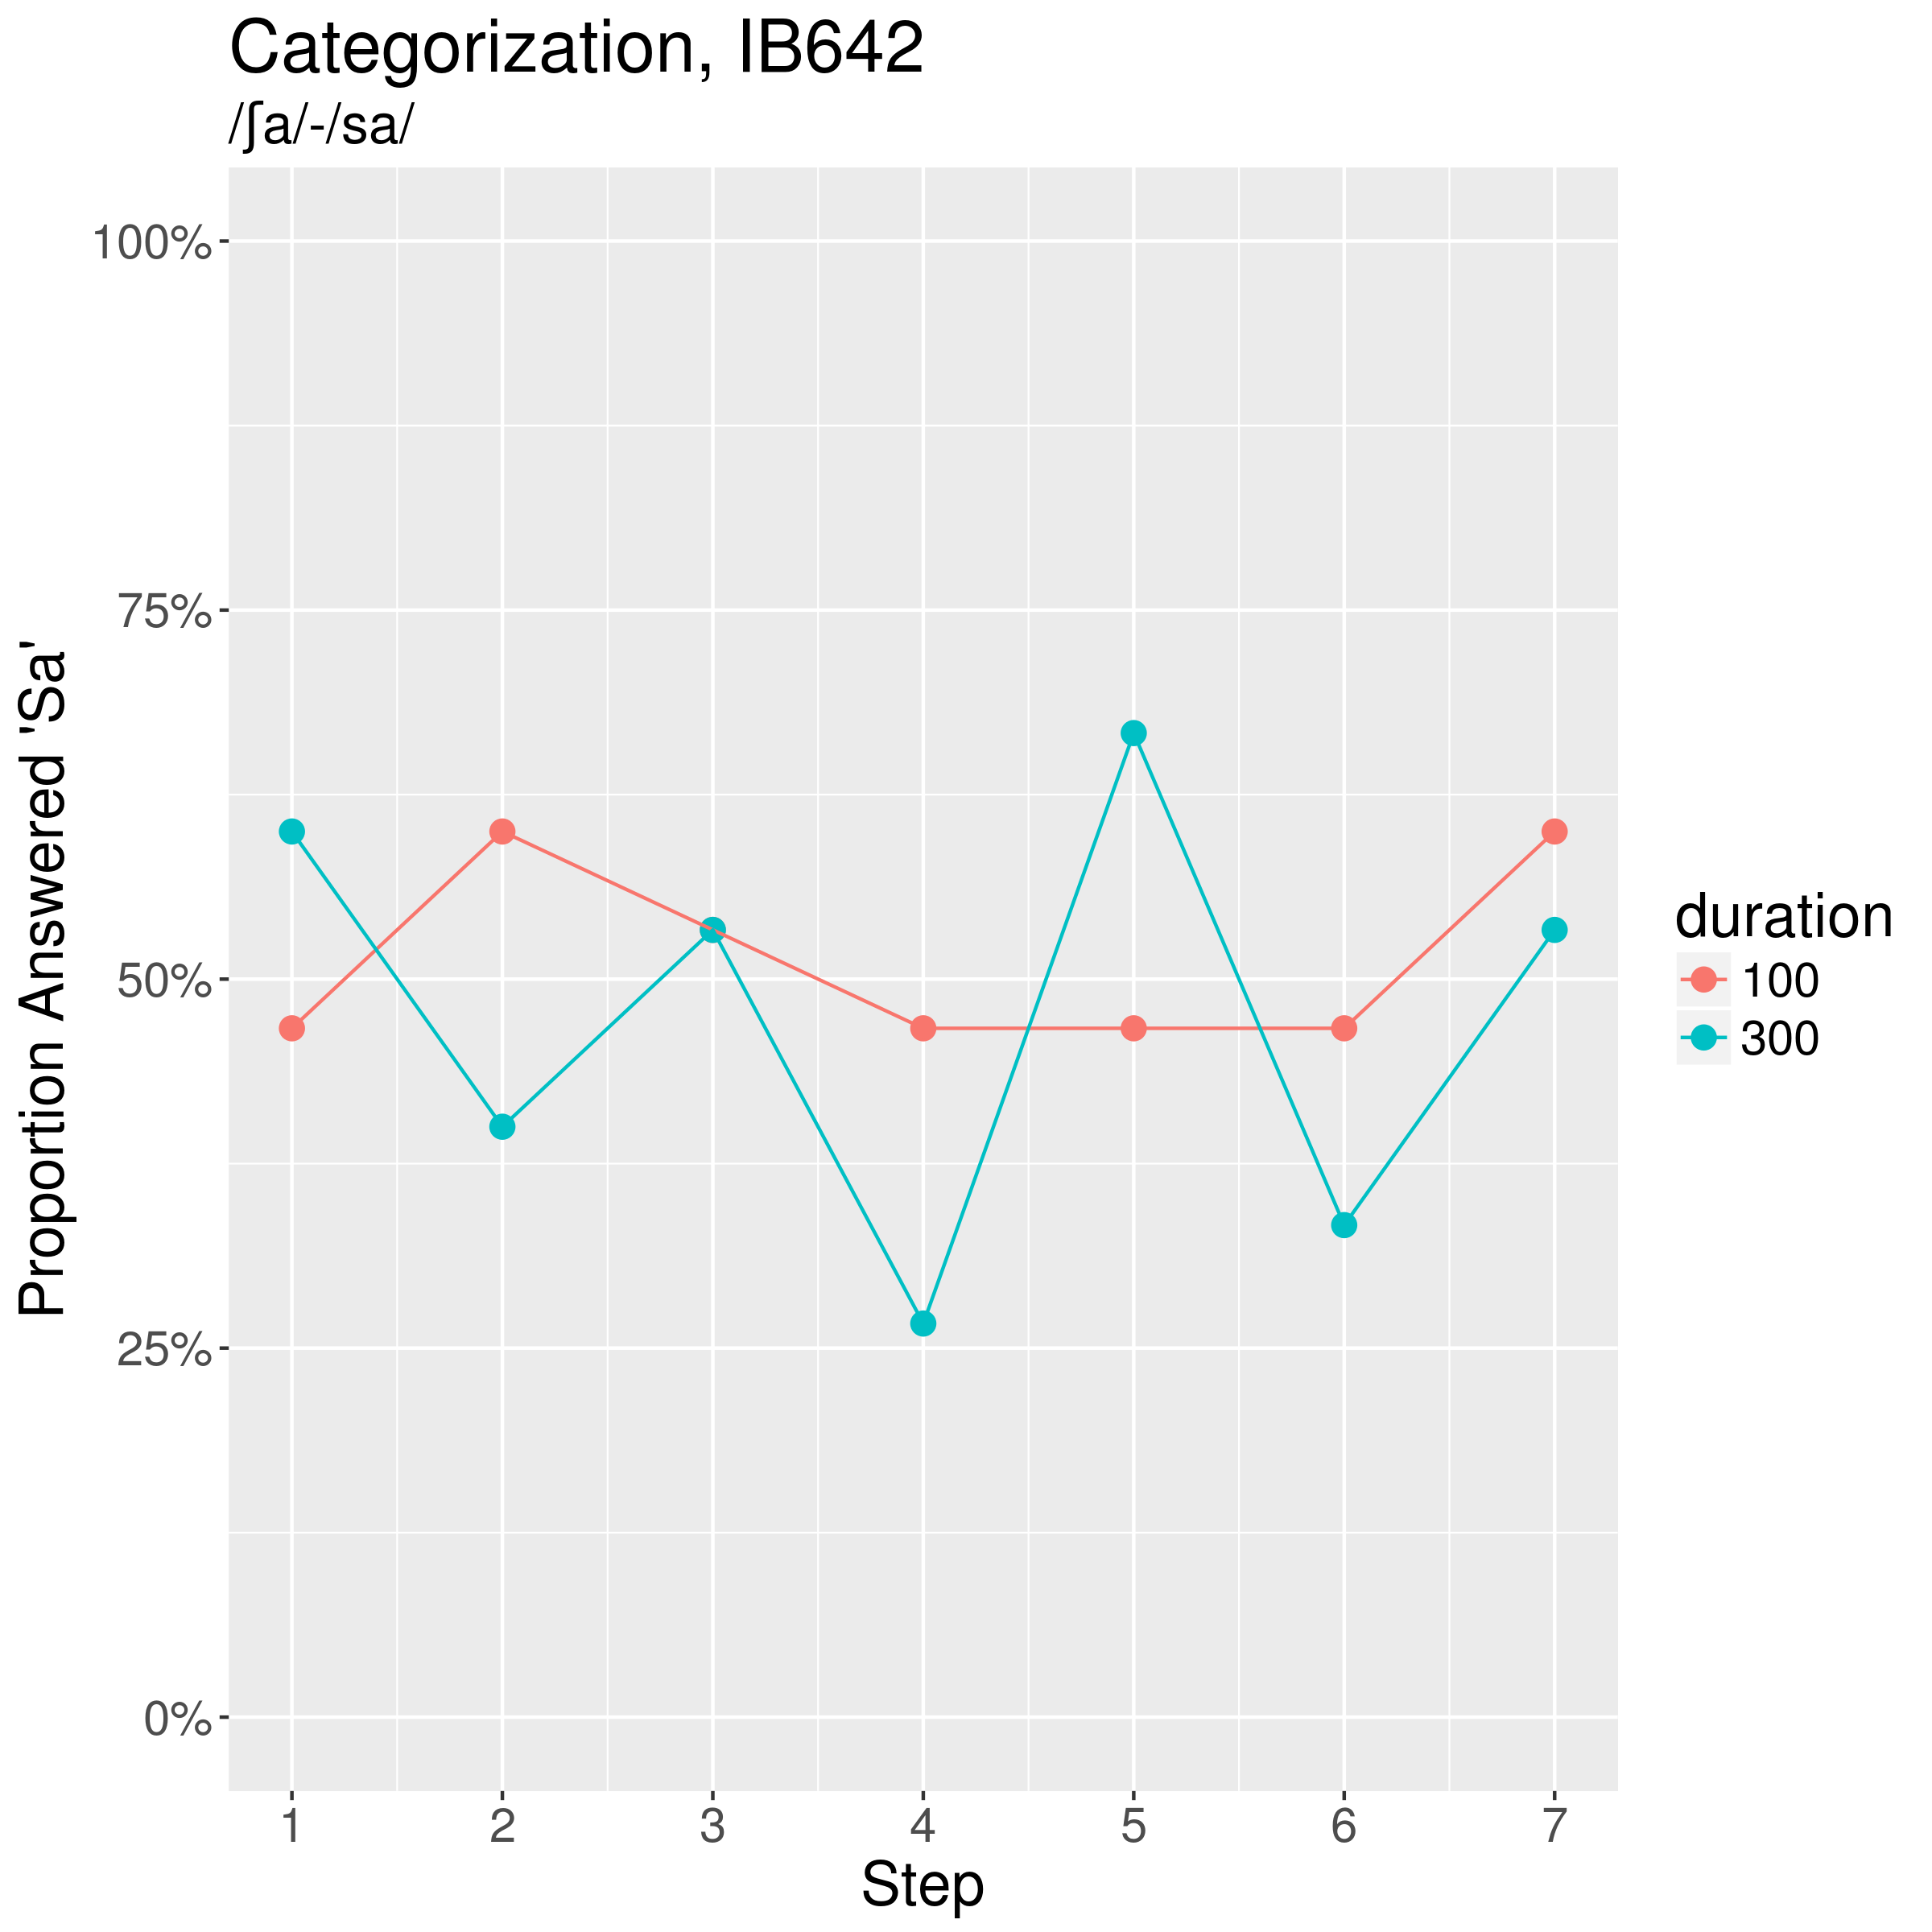 Categorization, IB642
/ʃa/-/sa/
100%
75%
50%
25%
0%
Proportion Answered 'Sa'
1 2 3 4 5 6 7
Step
duration
100
300